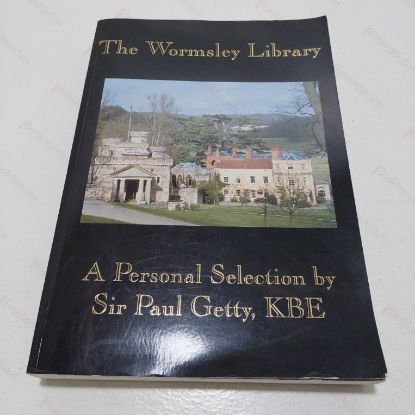 The Wormsley Library
A Personal Selection by
Sir Paul Getty, KBE